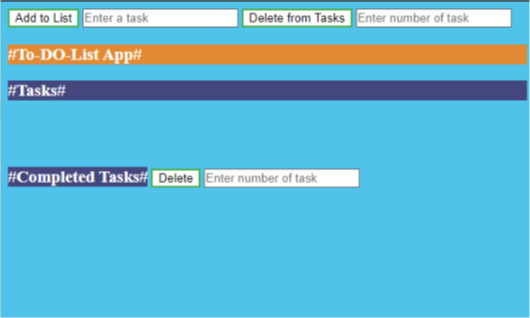 Add to List Enter a task Delete from Tasks Enter number of task
#To-DO-List App#
#Tasks#
#Completed Tasks# Delete Enter number of task